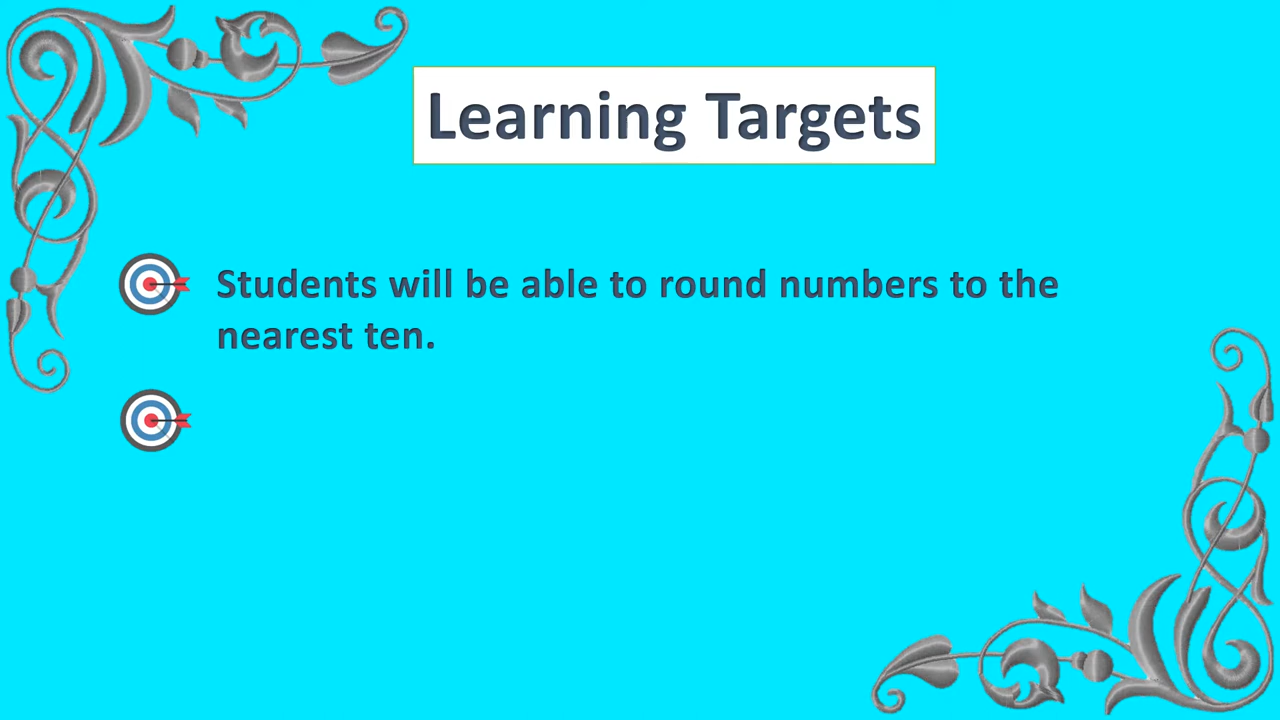 Learning Targets
Students will be able to round numbers to the
nearest ten.